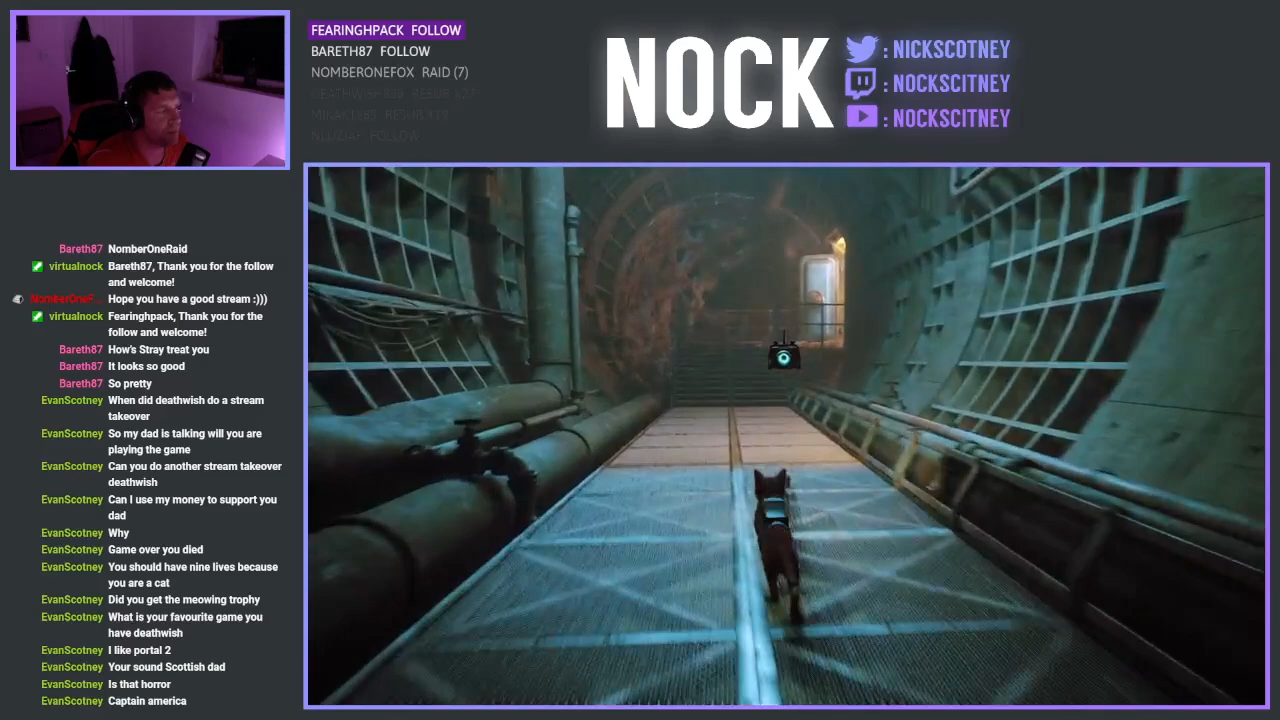 FEARINGHPACK FOLLOW
BARETH87 FOLLOW
NOMBERONEFOX RAID (7)
NOCK
: NICKSCOTNEY
: NOCKSCITNEY
: NOCKSCITNEY
Bareth87 NomberOneRaid
virtualnock Bareth87, Thank you for the follow
and welcome!
NomberOneF... Hope you have a good stream :)))
virtualnock Fearinghpack, Thank you for the
follow and welcome!
Bareth87 How's Stray treat you
Bareth87 It looks so good
Bareth87 So pretty
EvanScotney When did deathwish do a stream
takeover
EvanScotney So my dad is talking will you are
playing the game
EvanScotney Can you do another stream takeover
deathwish
EvanScotney Can I use my money to support you
dad
EvanScotney Why
EvanScotney Game over you died
EvanScotney You should have nine lives because
you are a cat
EvanScotney Did you get the meowing trophy
EvanScotney What is your favourite game you
have deathwish
EvanScotney I like portal 2
EvanScotney Your sound Scottish dad
EvanScotney Is that horror
EvanScotney Captain america